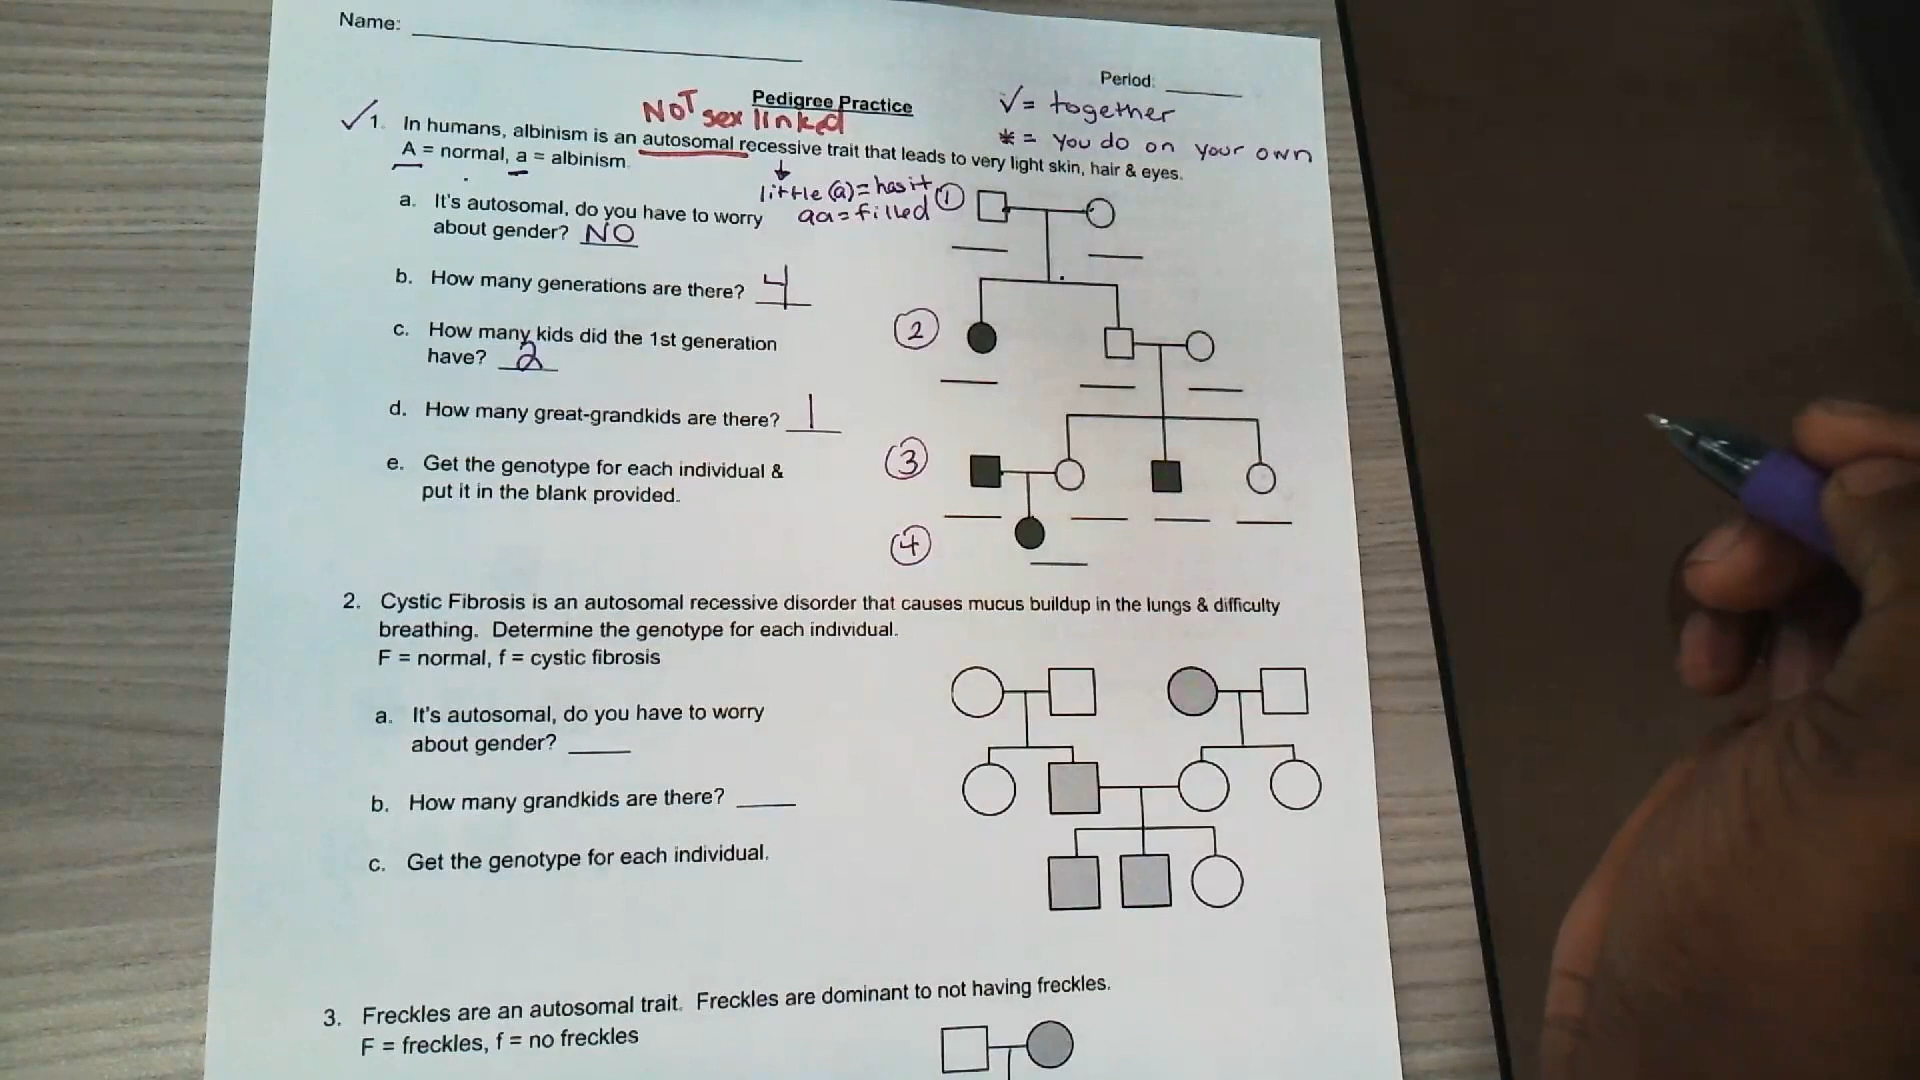 Name:
Period:
Pedigree Practice
NOT sex linked
√ = together
* = you do on your own
✓ 1. In humans, albinism is an autosomal recessive trait that leads to very light skin, hair & eyes.
A = normal, a = albinism
little (a) = has it
aa = filled
a. It's autosomal, do you have to worry
about gender? NO
b. How many generations are there? 4
c. How many kids did the 1st generation
have? 2
d. How many great-grandkids are there? 1
e. Get the genotype for each individual &
put it in the blank provided.
1
2
3
4
2. Cystic Fibrosis is an autosomal recessive disorder that causes mucus buildup in the lungs & difficulty
breathing. Determine the genotype for each individual.
F = normal, f = cystic fibrosis
a. It's autosomal, do you have to worry
about gender?
b. How many grandkids are there?
c. Get the genotype for each individual.
3. Freckles are an autosomal trait. Freckles are dominant to not having freckles.
F = freckles, f = no freckles